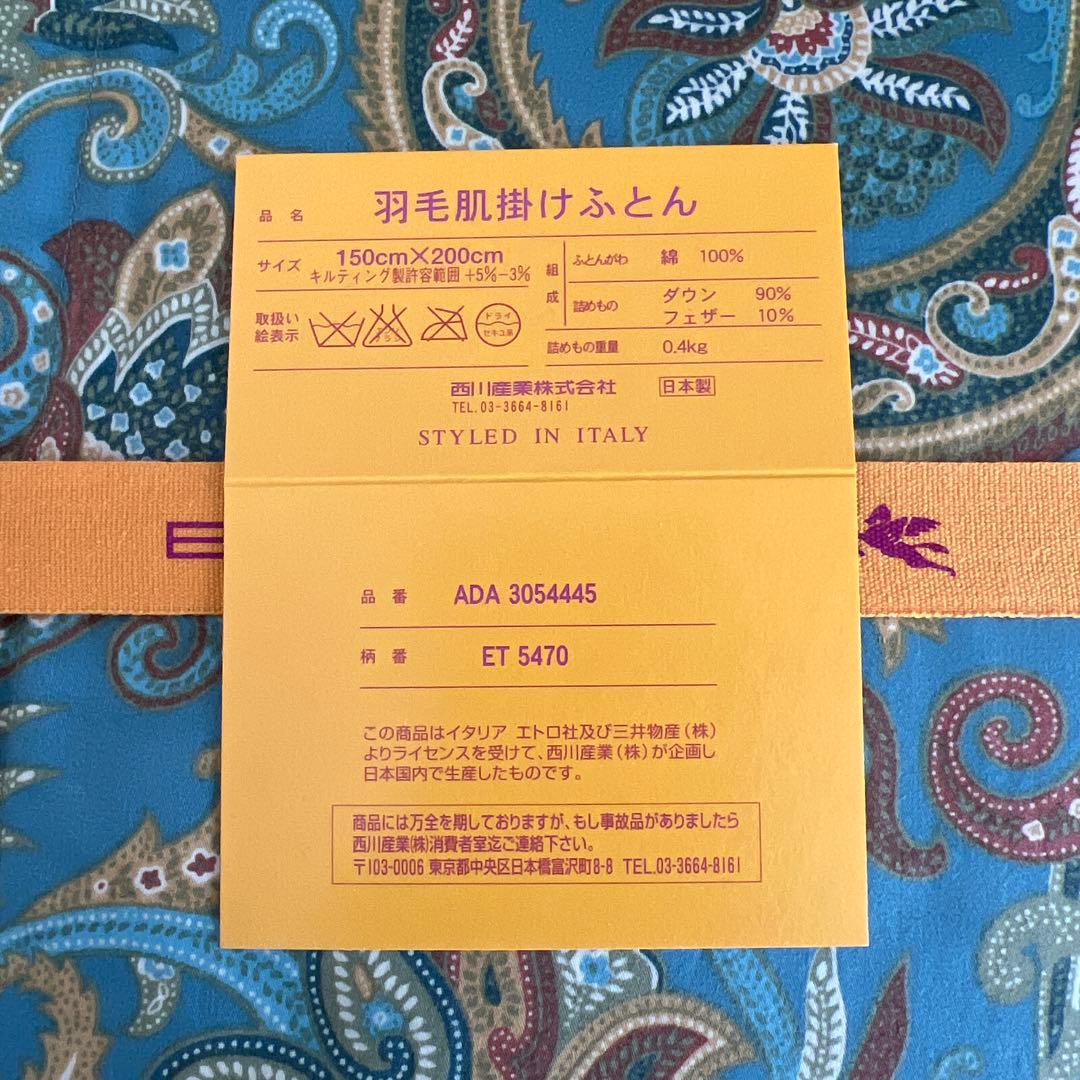 品 名 羽毛肌掛けふとん
サイズ 150cm×200cm
キルティング製許容範囲 +5%−3%
取扱い
絵表示
エンソ
ドライ
セキユ系
組
成
ふとんがわ 綿 100%
詰めもの ダウン 90%
フェザー 10%
詰めもの重量 0.4kg
西川産業株式会社 日本製
TEL.03-3664-8161
STYLED IN ITALY
品 番 ADA 3054445
柄 番 ET 5470
この商品はイタリア エトロ社及び三井物産(株)
よりライセンスを受けて、西川産業(株)が企画し
日本国内で生産したものです。
商品には万全を期しておりますが、もし事故品がありましたら
西川産業(株)消費者室迄ご連絡下さい。
〒103-0006 東京都中央区日本橋富沢町8-8 TEL.03-3664-8161